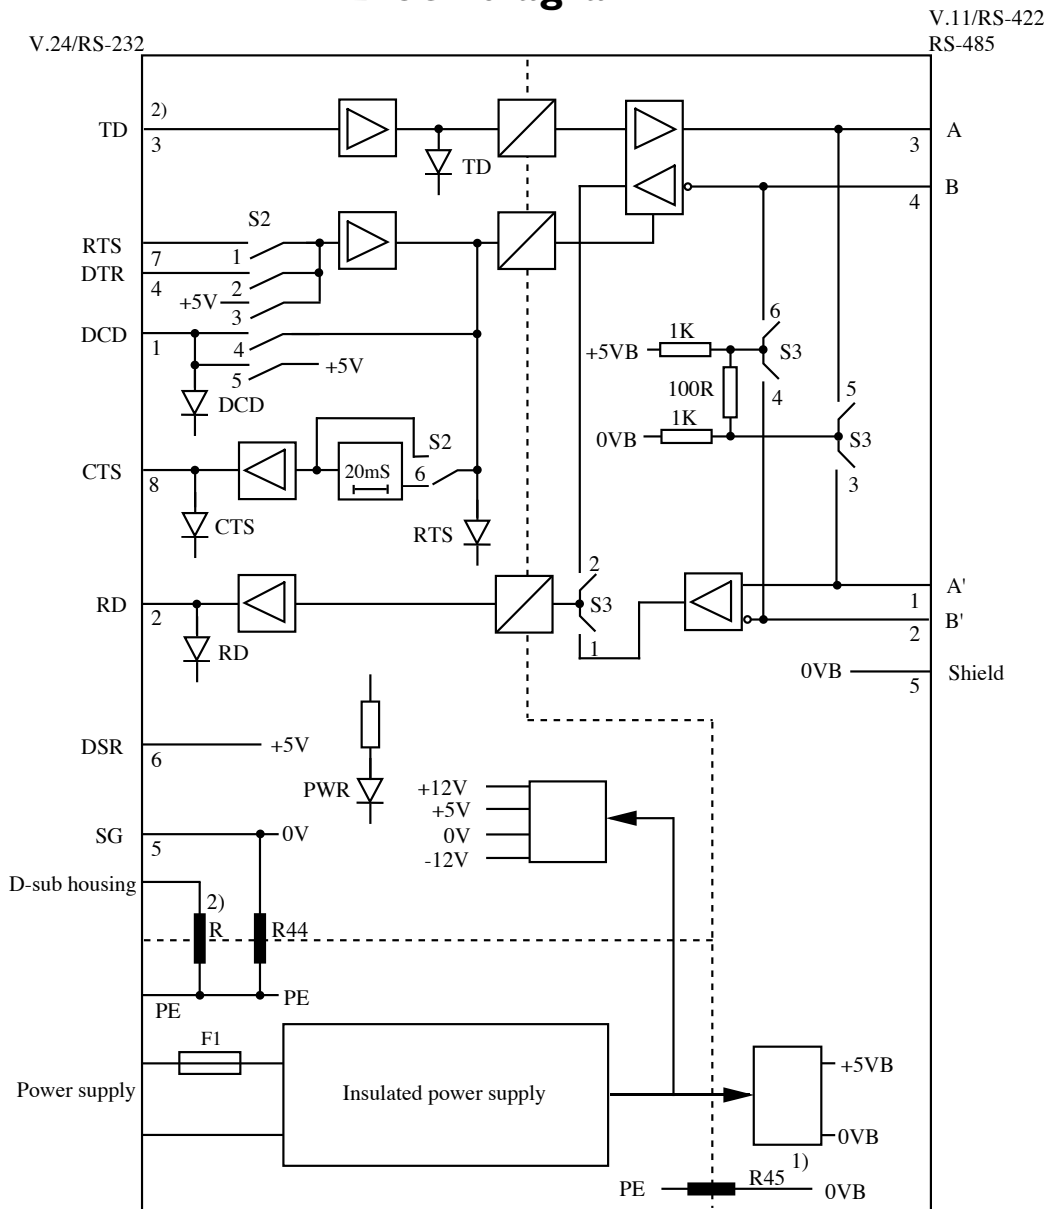 V.11/RS-422
V.24/RS-232
RS-485
2)
TD
3
TD
3
A
B
4
S2
RTS
7
1
DTR
4
2
+5V
3
DCD
1
4
5
+5V
DCD
6
1K
+5VB
S3
100R
4
5
1K
0VB
S3
3
S2
CTS
8
20mS
6
CTS
RTS
2
RD
2
S3
1
RD
A'
1
B'
2
0VB
5
Shield
DSR
6
+5V
PWR
+12V
+5V
0V
-12V
SG
5
0V
D-sub housing
2)
R
R44
PE
PE
F1
Power supply
Insulated power supply
+5VB
0VB
1)
PE
R45
0VB